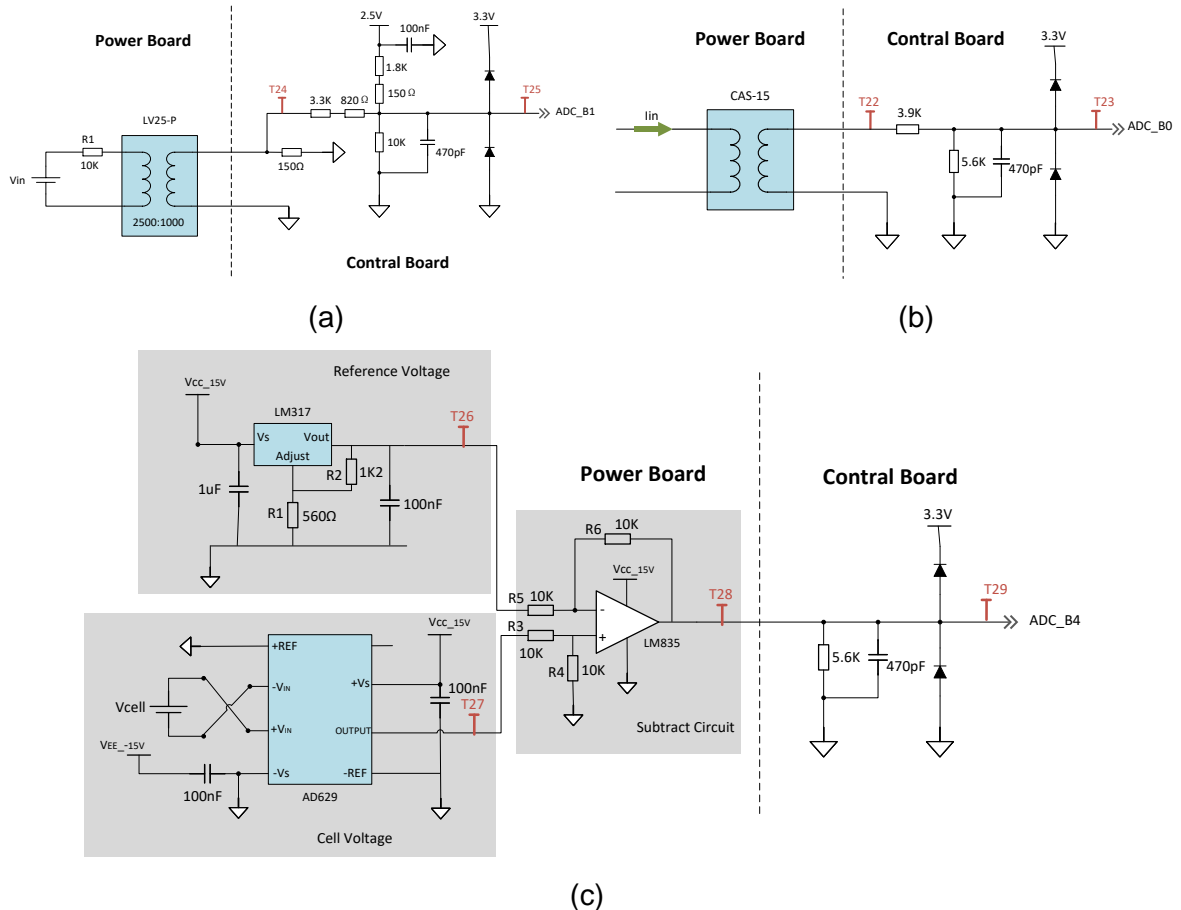 Power Board
LV25-P
R1
10K
Vin
2500:1000
T24
3.3K
820 Ω
150Ω
2.5V
100nF
1.8K
150 Ω
10K
470pF
3.3V
T25
ADC_B1
Contral Board
(a)
Power Board
Contral Board
CAS-15
Iin
T22
3.9K
5.6K
470pF
3.3V
T23
ADC_B0
(b)
Reference Voltage
Vcc_15V
LM317
Vs Vout
Adjust
1uF
R2 1K2
R1 560Ω
100nF
T26
Power Board
Contral Board
R6 10K
Vcc_15V
R5 10K
R3 10K
-
+
LM835
R4 10K
T28
Subtract Circuit
3.3V
5.6K
470pF
T29
ADC_B4
+REF
-VIN
+VIN
-Vs
+Vs
OUTPUT
-REF
AD629
Vcell
VEE_-15V
100nF
Vcc_15V
100nF
T27
Cell Voltage
(c)